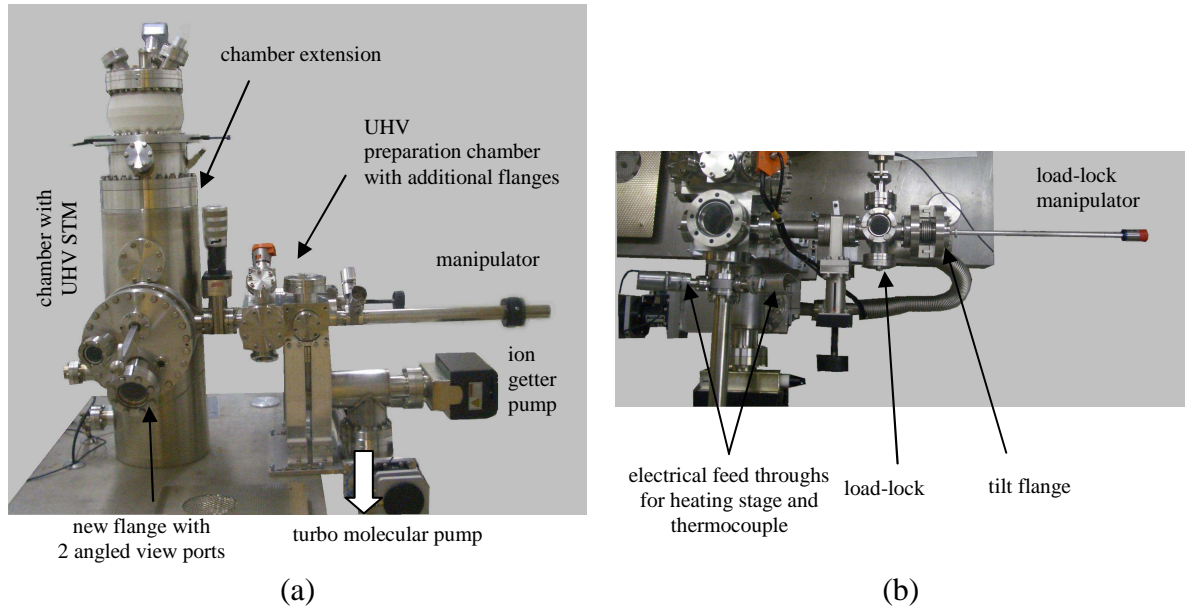 chamber extension
UHV
preparation chamber
with additional flanges
chamber with
UHV STM
manipulator
ion
getter
pump
new flange with
2 angled view ports
turbo molecular pump
(a)
load-lock
manipulator
electrical feed throughs
for heating stage and
thermocouple
load-lock
tilt flange
(b)